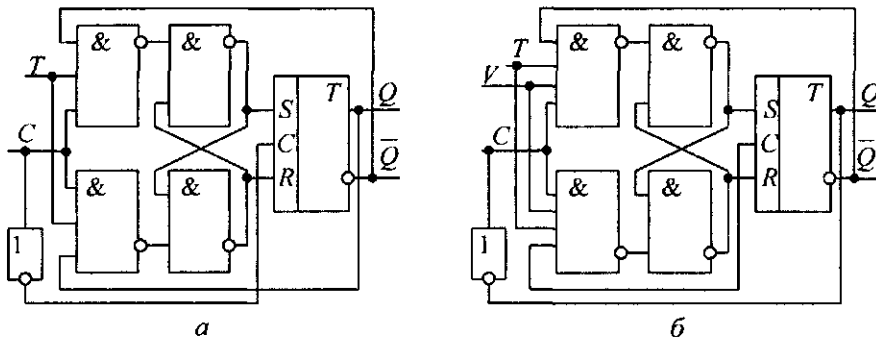 & & T & & T
T V
S T Q S T Q
C C C C
Q̅ Q̅
& & R & & R
1 1
а б